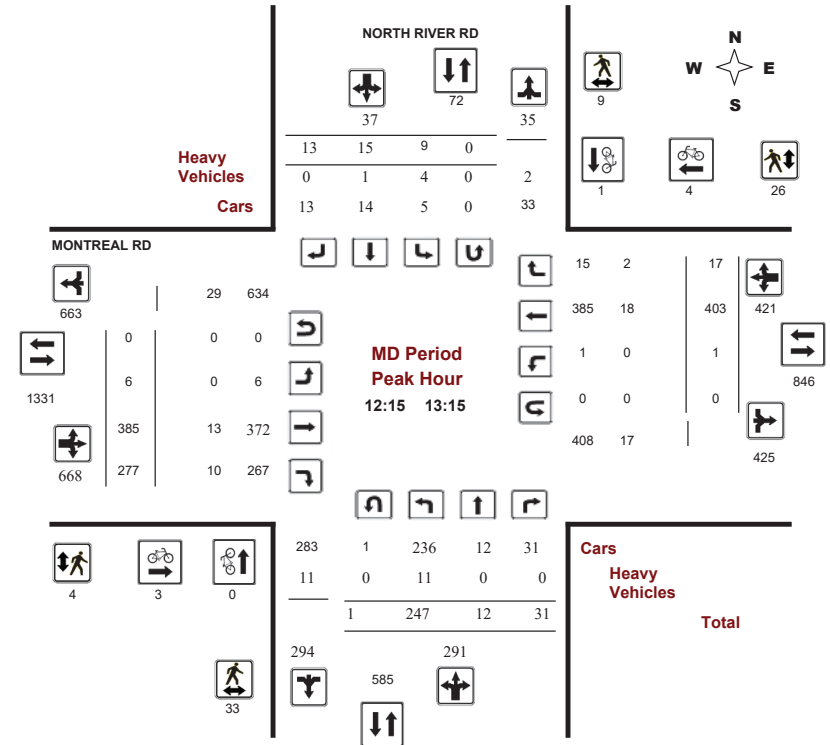 NORTH RIVER RD
N
W E
S
72
9
37 35
13 15 9 0
Heavy
Vehicles
0 1 4 0 2
1 4 26
Cars 13 14 5 0 33
MONTREAL RD
663
29 634
15 2 17
385 18 403 421
0 0 0
1331
6 0 6
MD Period
Peak Hour
12:15 13:15
1 0 1
846
0 0 0
385 13 372
408 17
425
668
277 10 267
283 1 236 12 31 Cars
11 0 11 0 0 Heavy
Vehicles
4 3 0
1 247 12 31 Total
294 291
585
33